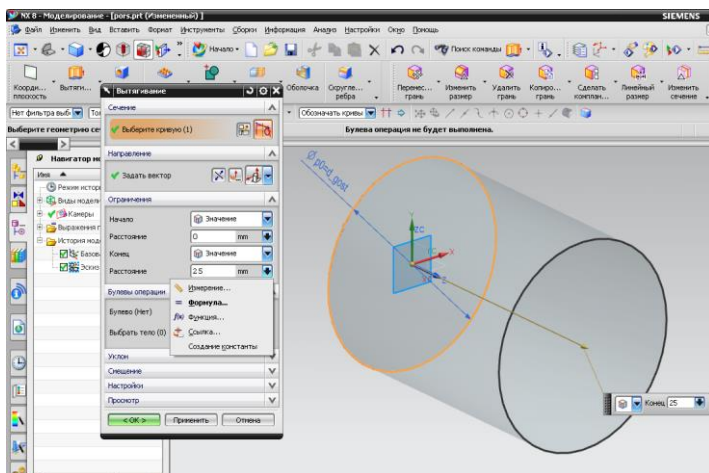 NX 8 - Моделирование - [pors.prt (Измененный) ]
SIEMENS
Файл Изменить Вид Вставить Формат Инструменты Сборки Информация Анализ Настройки Окно Помощь
Начало
Поиск команды
Коорди... плоскость
Вытяги...
Оболочка
Скругле... ребра
Перемес... грань
Изменить размер
Удалить грань
Копиро... грань
Сделать комплан...
Линейный размер
Изменить сечение
Нет фильтра выб
Обозначать кривы
Выберите геометрию се
Булева операция не будет выполнена.
Навигатор
Имя
Режим истор
Виды модели
Камеры
Выражения п
История мод
Базов
Эскиз
Вытягивание
Сечение
Выберите кривую (1)
Направление
Задать вектор
Ограничения
Начало Значение
Расстояние 0 mm
Конец Значение
Расстояние 25 mm
Булевы операции
Булево (Нет)
Выбрать тело (0)
Измерение...
Формула...
Функция...
Ссылка...
Создание константы
Уклон
Смещение
Настройки
Просмотр
< OK > Применить Отмена
Ø p0=d_gost
Y
ZC
X
Конец 25